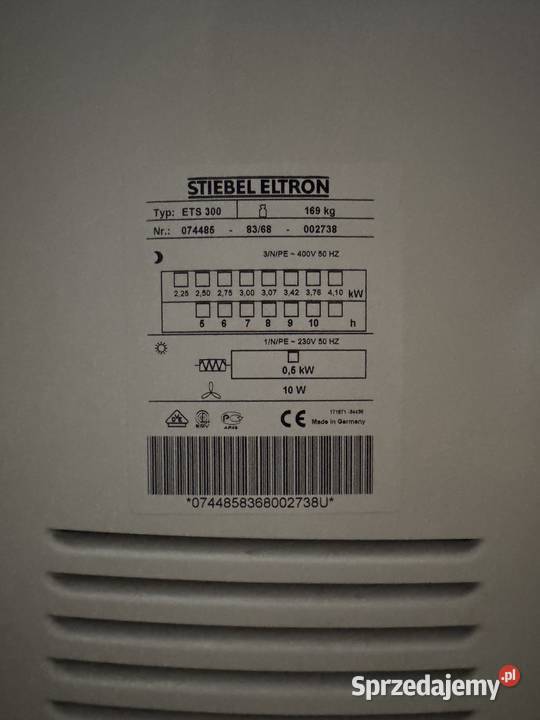 STIEBEL ELTRON
Typ: ETS 300 169 kg
Nr.: 074485 - 83/68 - 002738
3/N/PE ~ 400V 50 HZ
2,25 2,50 2,75 3,00 3,07 3,42 3,76 4,10 kW
5 6 7 8 9 10 h
1/N/PE ~ 230V 50 HZ
0,5 kW
10 W
CE
Made in Germany
*0744858368002738U*
Sprzedajemy.pl